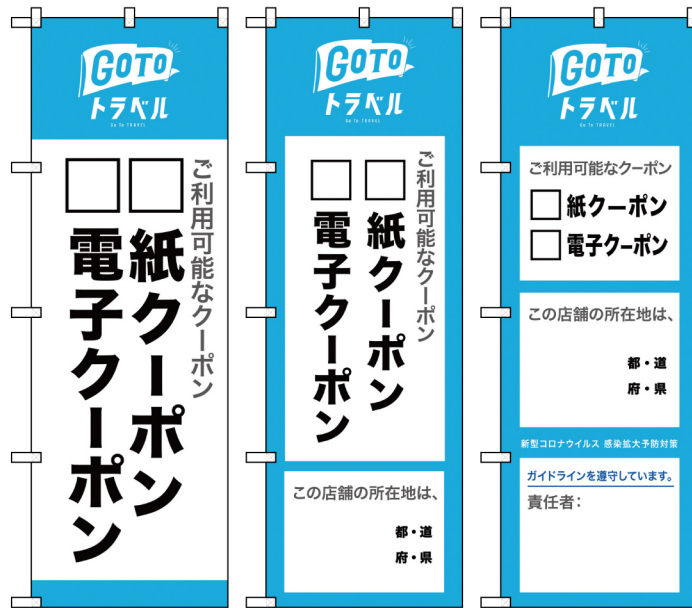 GOTO
トラベル
Go To TRAVEL
ご利用可能なクーポン
□紙クーポン
□電子クーポン
GOTO
トラベル
Go To TRAVEL
ご利用可能なクーポン
□紙クーポン
□電子クーポン
この店舗の所在地は、
都・道
府・県
GOTO
トラベル
Go To TRAVEL
ご利用可能なクーポン
□紙クーポン
□電子クーポン
この店舗の所在地は、
都・道
府・県
新型コロナウイルス 感染拡大予防対策
ガイドラインを遵守しています。
責任者：